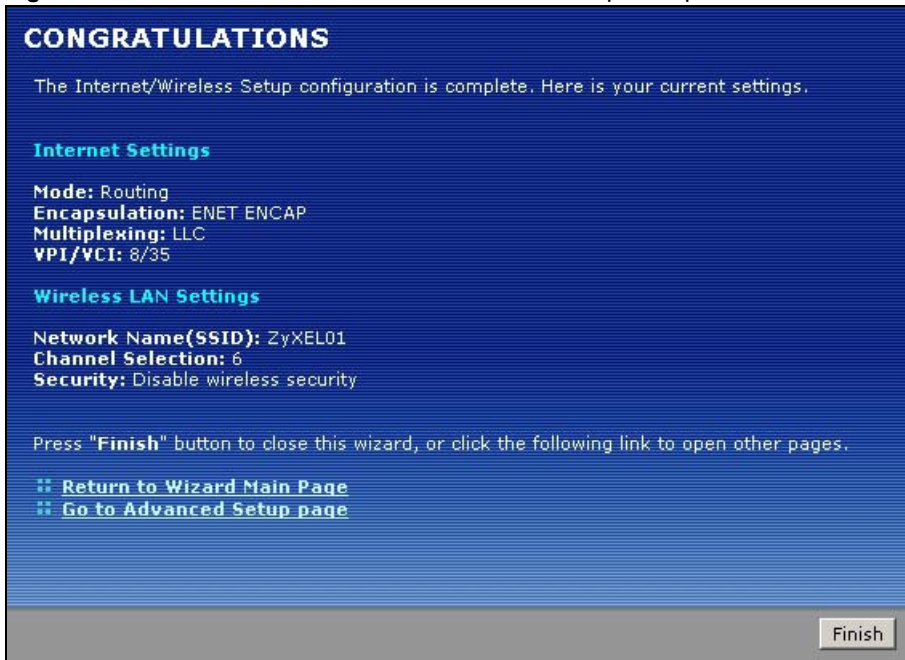 CONGRATULATIONS
The Internet/Wireless Setup configuration is complete. Here is your current settings.
Internet Settings
Mode: Routing
Encapsulation: ENET ENCAP
Multiplexing: LLC
VPI/VCI: 8/35
Wireless LAN Settings
Network Name(SSID): ZyXEL01
Channel Selection: 6
Security: Disable wireless security
Press "Finish" button to close this wizard, or click the following link to open other pages.
Return to Wizard Main Page
Go to Advanced Setup page
Finish